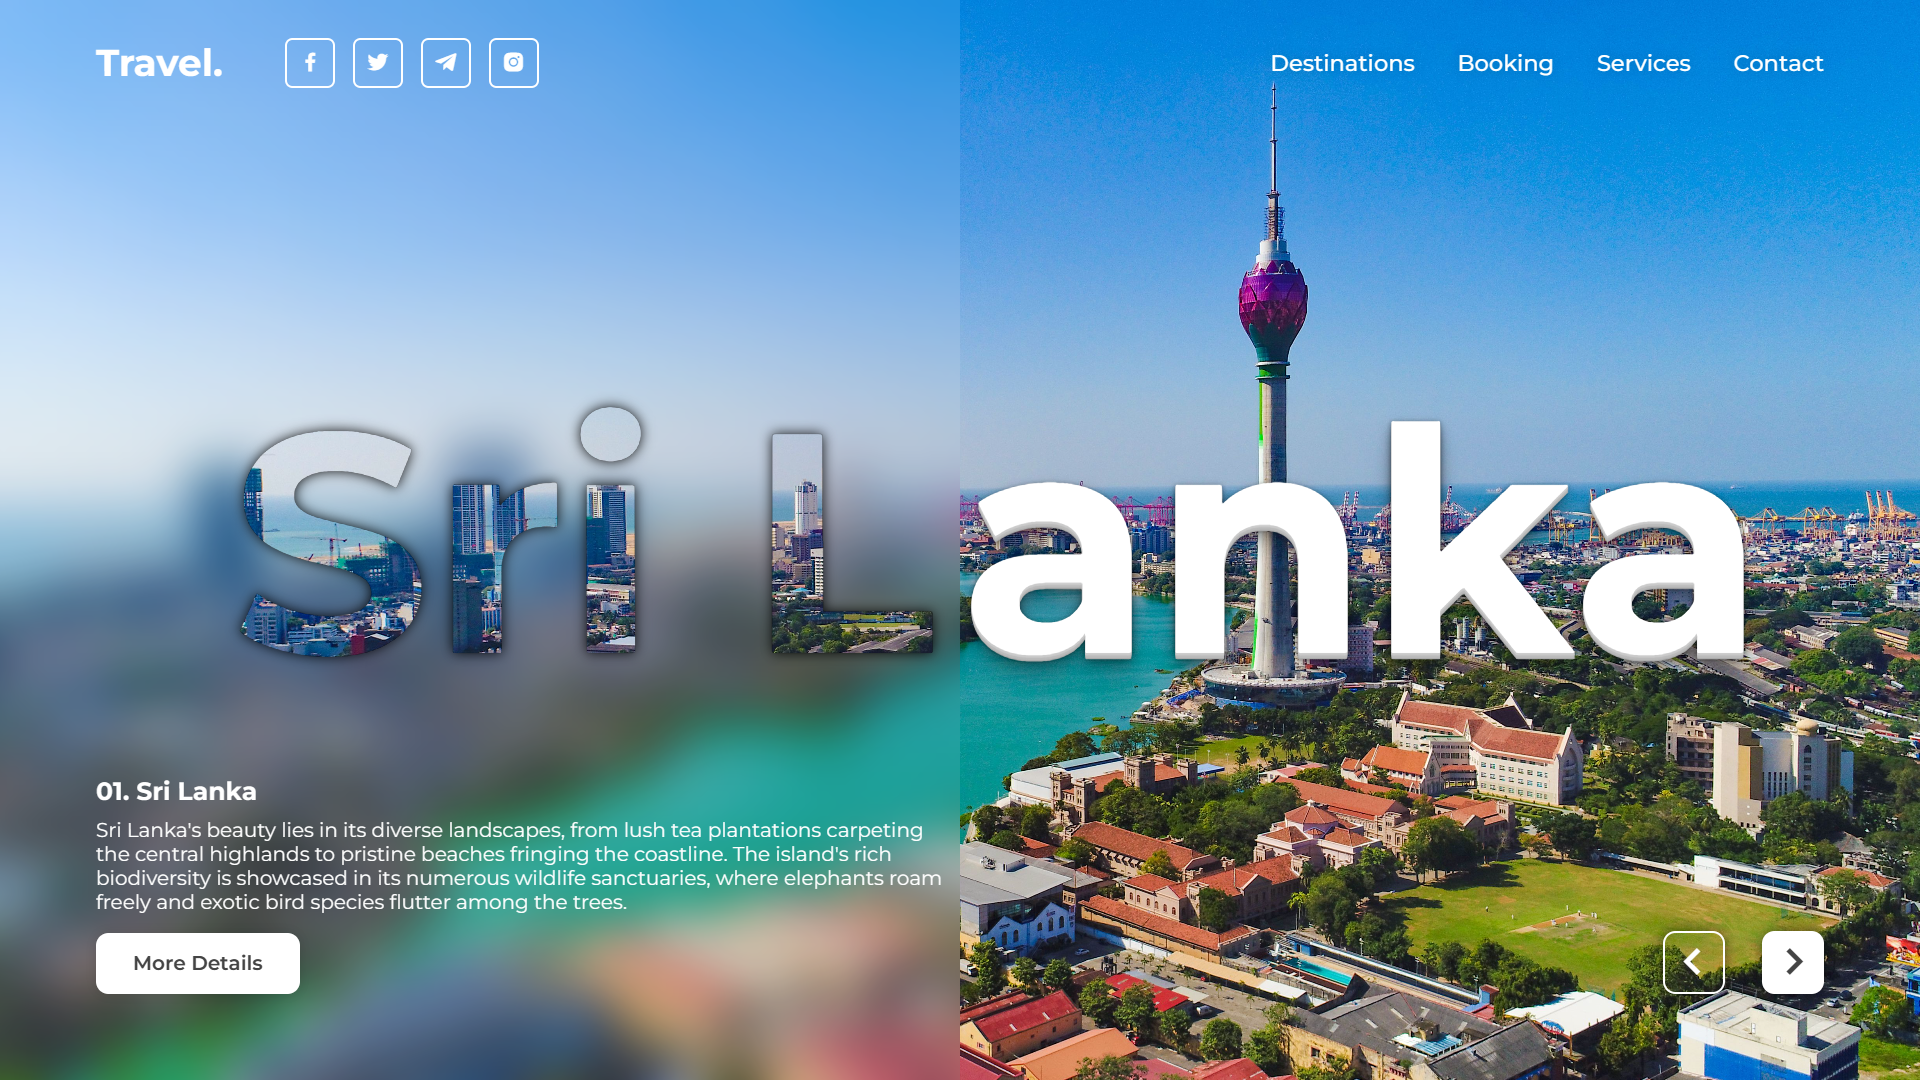 Travel.
Destinations Booking Services Contact
Sri Lanka
01. Sri Lanka
Sri Lanka's beauty lies in its diverse landscapes, from lush tea plantations carpeting
the central highlands to pristine beaches fringing the coastline. The island's rich
biodiversity is showcased in its numerous wildlife sanctuaries, where elephants roam
freely and exotic bird species flutter among the trees.
More Details